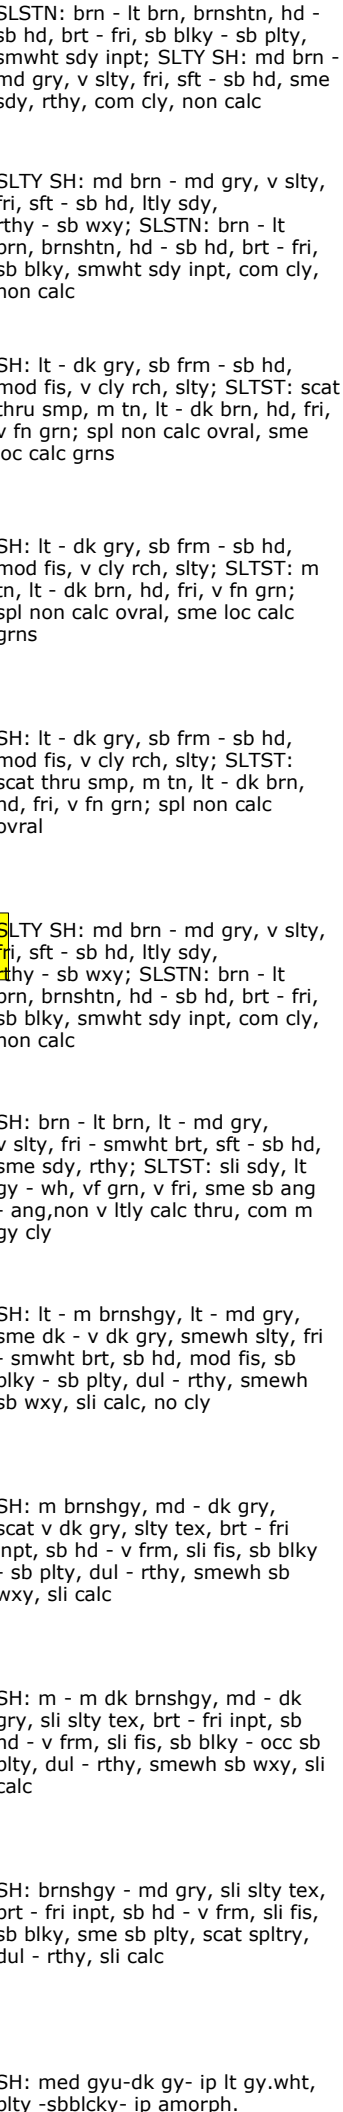 SLSTN: brn - lt brn, brnshtn, hd -
sb hd, brt - fri, sb blky - sb plty,
smwht sdy inpt; SLTY SH: md brn -
md gry, v slty, fri, sft - sb hd, sme
sdy, rthy, com cly, non calc
SLTY SH: md brn - md gry, v slty,
fri, sft - sb hd, ltly sdy,
rthy - sb wxy; SLSTN: brn - lt
brn, brnshtn, hd - sb hd, brt - fri,
sb blky, smwht sdy inpt, com cly,
non calc
SH: lt - dk gry, sb frm - sb hd,
mod fis, v cly rch, slty; SLTST: scat
thru smp, m tn, lt - dk brn, hd, fri,
v fn grn; spl non calc ovral, sme
loc calc grns
SH: lt - dk gry, sb frm - sb hd,
mod fis, v cly rch, slty; SLTST: m
tn, lt - dk brn, hd, fri, v fn grn;
spl non calc ovral, sme loc calc
grns
SH: lt - dk gry, sb frm - sb hd,
mod fis, v cly rch, slty; SLTST:
scat thru smp, m tn, lt - dk brn,
hd, fri, v fn grn; spl non calc
ovral
SLTY SH: md brn - md gry, v slty,
fri, sft - sb hd, ltly sdy,
rthy - sb wxy; SLSTN: brn - lt
brn, brnshtn, hd - sb hd, brt - fri,
sb blky, smwht sdy inpt, com cly,
non calc
SH: brn - lt brn, lt - md gry,
v slty, fri - smwht brt, sft - sb hd,
sme sdy, rthy; SLTST: sli sdy, lt
gy - wh, vf grn, v fri, sme sb ang
- ang,non v ltly calc thru, com m
gy cly
SH: lt - m brnshgy, lt - md gry,
sme dk - v dk gry, smewh slty, fri
- smwht brt, sb hd, mod fis, sb
blky - sb plty, dul - rthy, smewh
sb wxy, sli calc, no cly
SH: m brnshgy, md - dk gry,
scat v dk gry, slty tex, brt - fri
inpt, sb hd - v frm, sli fis, sb blky
- sb plty, dul - rthy, smewh sb
wxy, sli calc
SH: m - m dk brnshgy, md - dk
gry, sli slty tex, brt - fri inpt, sb
hd - v frm, sli fis, sb blky - occ sb
plty, dul - rthy, smewh sb wxy, sli
calc
SH: brnshgy - md gry, sli slty tex,
brt - fri inpt, sb hd - v frm, sli fis,
sb blky, sme sb plty, scat spltry,
dul - rthy, sli calc
SH: med gyu-dk gy- ip lt gy.wht,
plty -sbblcky- ip amorph.